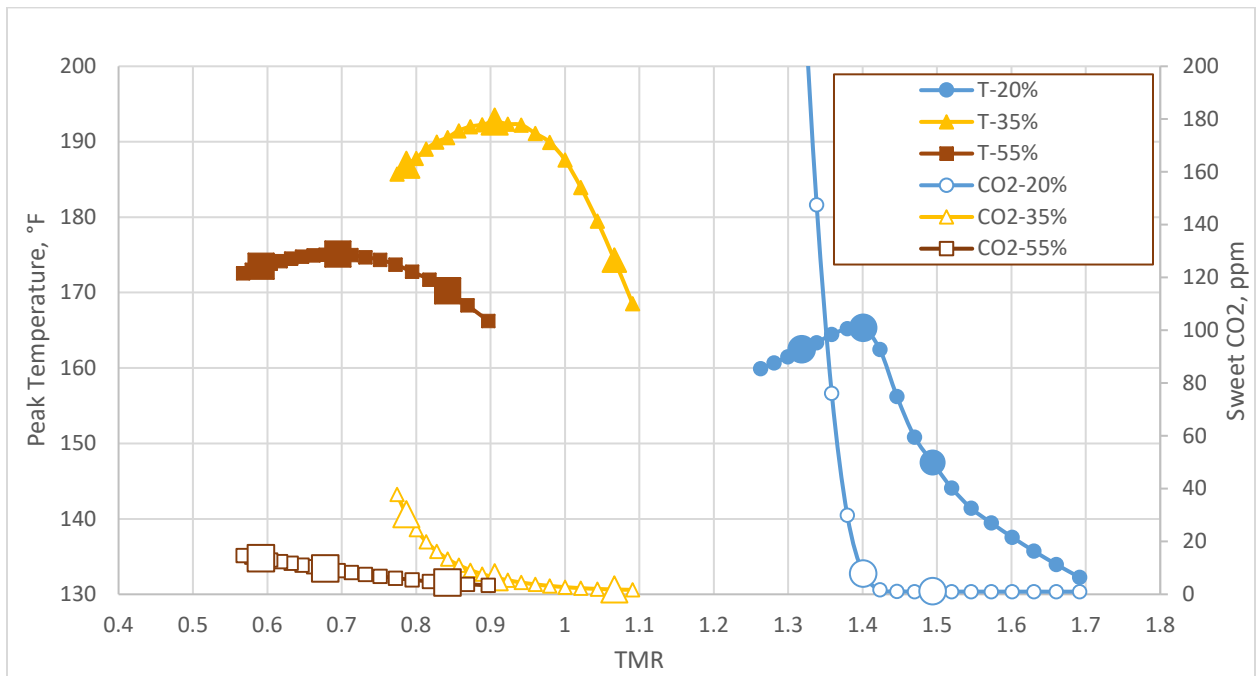 200 200
190 180
180 160
170 140
160 120
150 100
140 80
130 60
40
20
0
Peak Temperature, °F
Sweet CO2, ppm
T-20%
T-35%
T-55%
CO2-20%
CO2-35%
CO2-55%
0.4 0.5 0.6 0.7 0.8 0.9 1 1.1 1.2 1.3 1.4 1.5 1.6 1.7 1.8
TMR